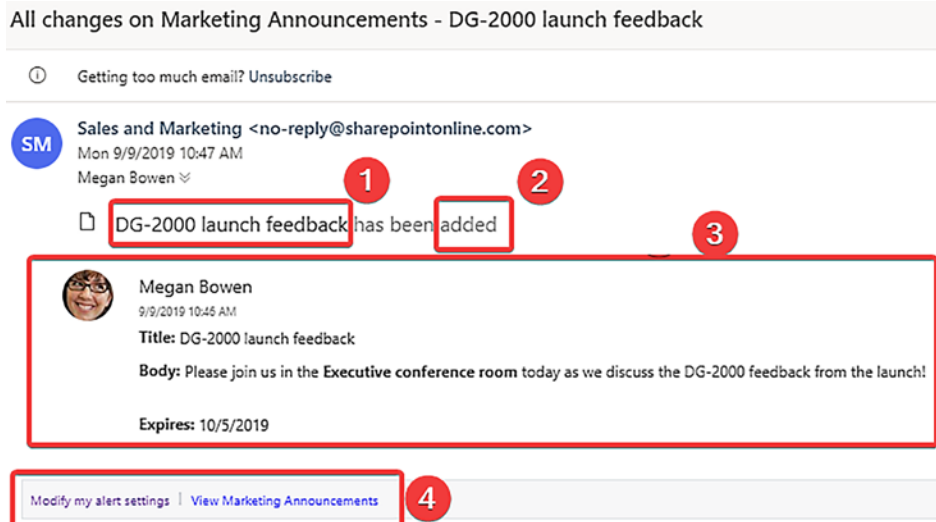 All changes on Marketing Announcements - DG-2000 launch feedback
Getting too much email? Unsubscribe
SM
Sales and Marketing <no-reply@sharepointonline.com>
Mon 9/9/2019 10:47 AM
Megan Bowen
1
2
DG-2000 launch feedback has been added
3
Megan Bowen
9/9/2019 10:46 AM
Title: DG-2000 launch feedback
Body: Please join us in the Executive conference room today as we discuss the DG-2000 feedback from the launch!
Expires: 10/5/2019
Modify my alert settings | View Marketing Announcements
4